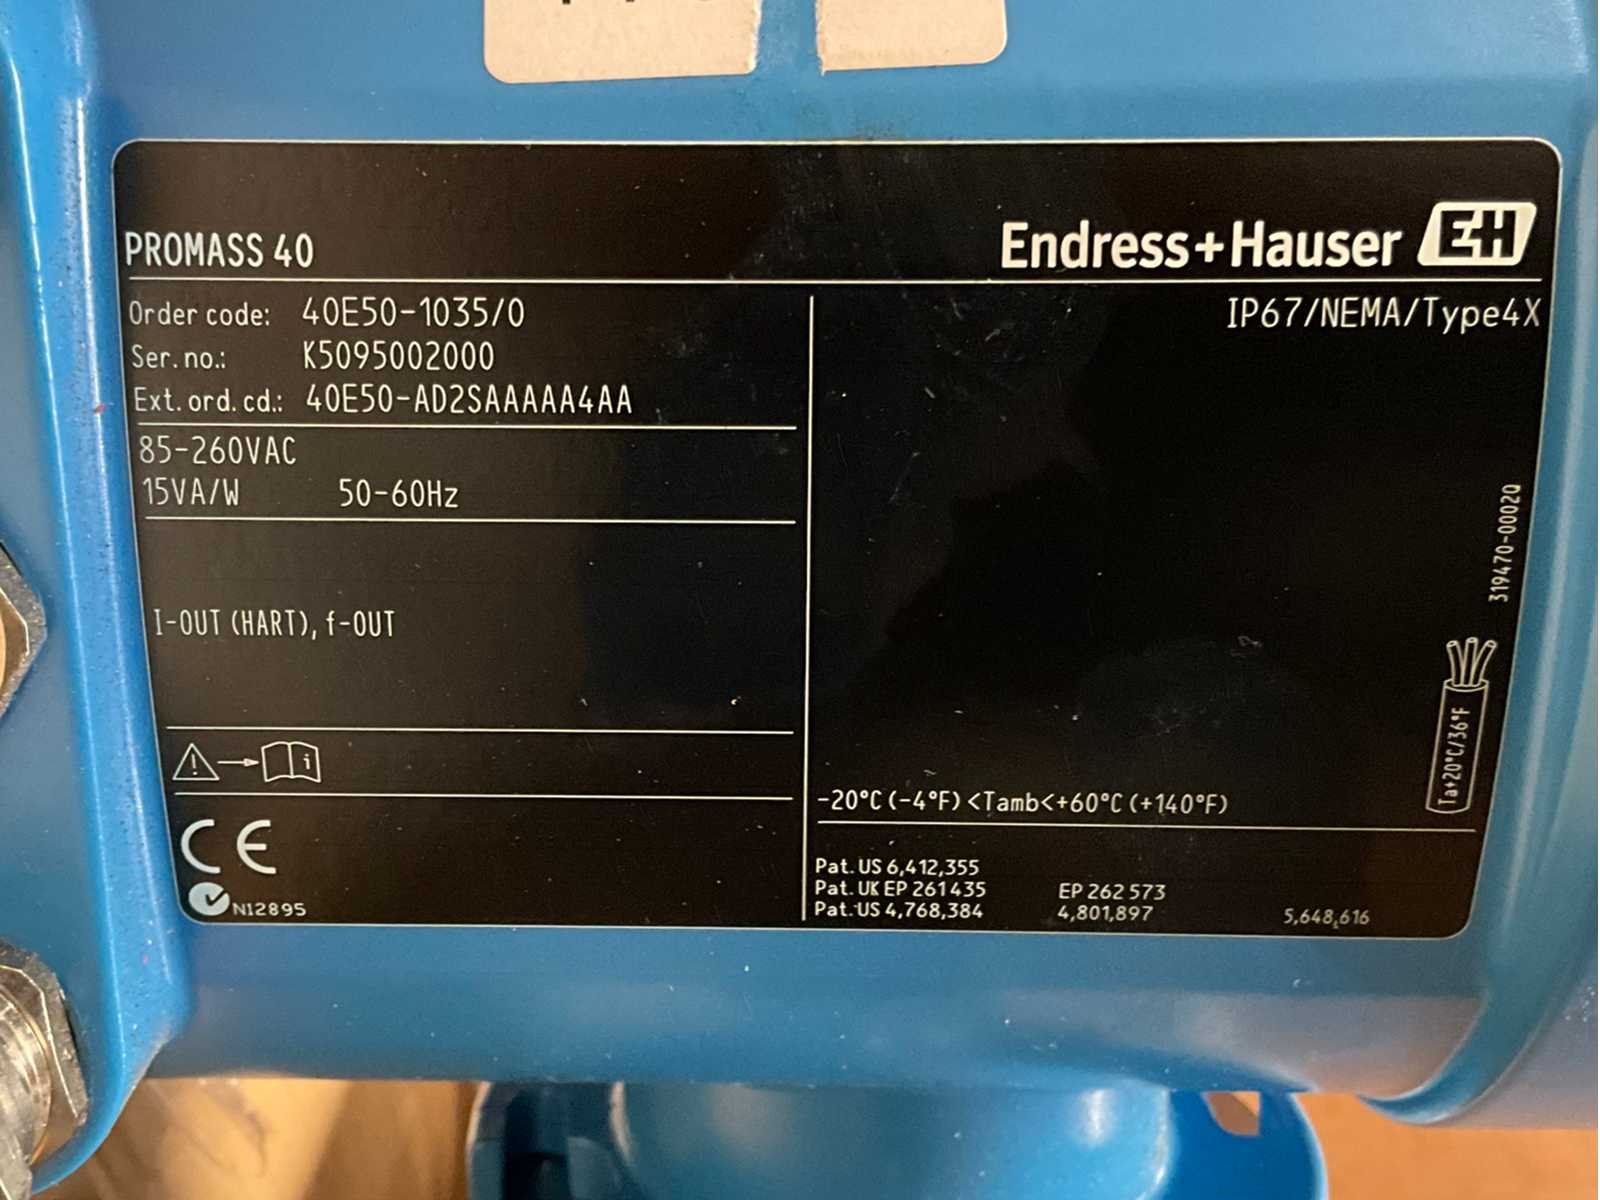 PROMASS 40
Endress+Hauser EH
Order code: 40E50-1035/0
Ser. no.: K5095002000
Ext. ord. cd.: 40E50-AD2SAAAAA4AA
85-260VAC
15VA/W 50-60Hz
I-OUT (HART), f-OUT
i
CE
N12895
IP67/NEMA/Type4X
319470-0002Q
Ta+20°C/36°F
-20°C (-4°F) <Tamb<+60°C (+140°F)
Pat. US 6,412,355
Pat. UK EP 261 435 EP 262 573
Pat. US 4,768,384 4,801,897 5,648,616